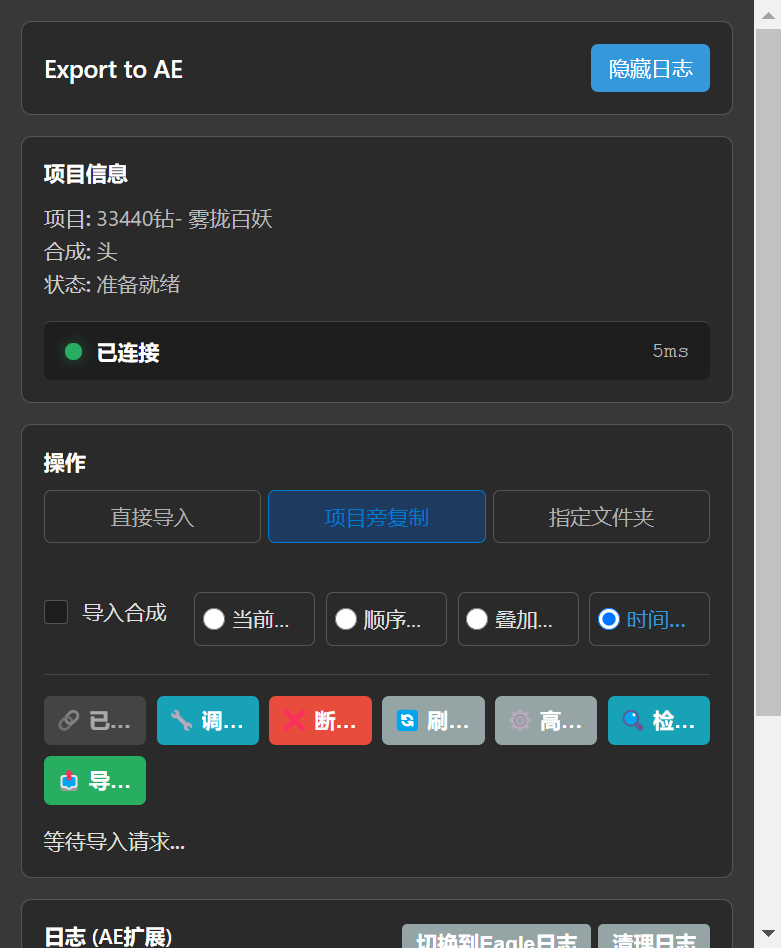 Export to AE
隐藏日志
项目信息
项目: 33440钻- 雾拢百妖
合成: 头
状态: 准备就绪
已连接
5ms
操作
直接导入
项目旁复制
指定文件夹
导入合成
当前...
顺序...
叠加...
时间...
已...
调...
断...
刷...
高...
检...
导...
等待导入请求...
日志 (AE扩展)
切换到Eagle日志
清理日志